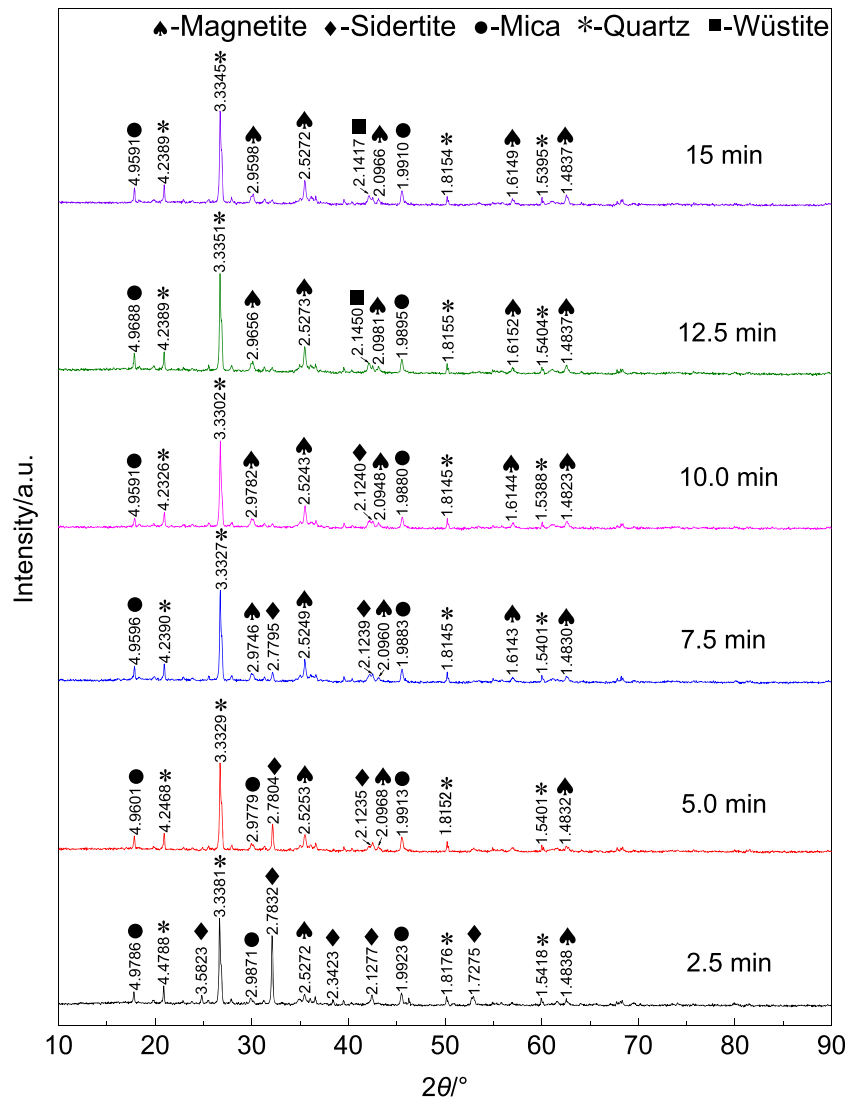 ♠-Magnetite ♦-Sidertite ●-Mica *-Quartz ■-Wüstite
4.9591 4.2389* 3.3345* 2.9598 2.5272 2.1417 2.0966 1.9910 1.8154* 1.6149 1.5395* 1.4837
15 min
4.9688 4.2389* 3.3351* 2.9656 2.5273 2.1450 2.0981 1.9895 1.8155* 1.6152 1.5404* 1.4837
12.5 min
4.9591 4.2326* 3.3302* 2.9782 2.5243 2.1240 2.0948 1.9880 1.8145* 1.6144 1.5388* 1.4823
10.0 min
4.9596 4.2390* 3.3327* 2.9746 2.7795 2.5249 2.1239 2.0960 1.9883 1.8145* 1.6143 1.5401* 1.4830
7.5 min
4.9601 4.2468* 3.3329* 2.9779 2.7804 2.5253 2.1235 2.0968 1.9913 1.8152* 1.5401* 1.4832
5.0 min
4.9786 4.4788* 3.5823 3.3381* 2.9871 2.7832 2.5272 2.3423 2.1277 1.9923 1.8176* 1.7275 1.5418* 1.4838
2.5 min
Intensity/a.u.
10 20 30 40 50 60 70 80 90
2θ/°